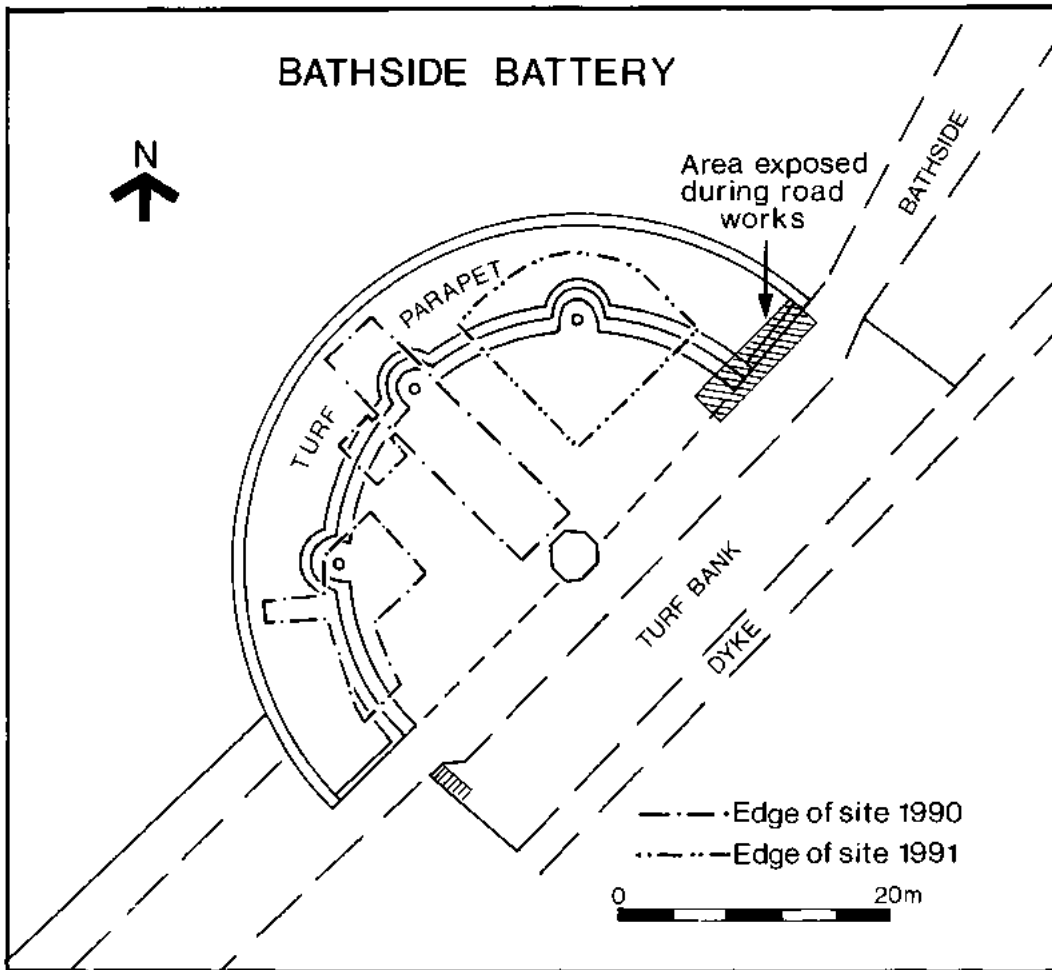 BATHSIDE BATTERY
N
Area exposed
during road
works
BATHSIDE
TURF PARAPET
TURF BANK
DYKE
Edge of site 1990
Edge of site 1991
0 20m